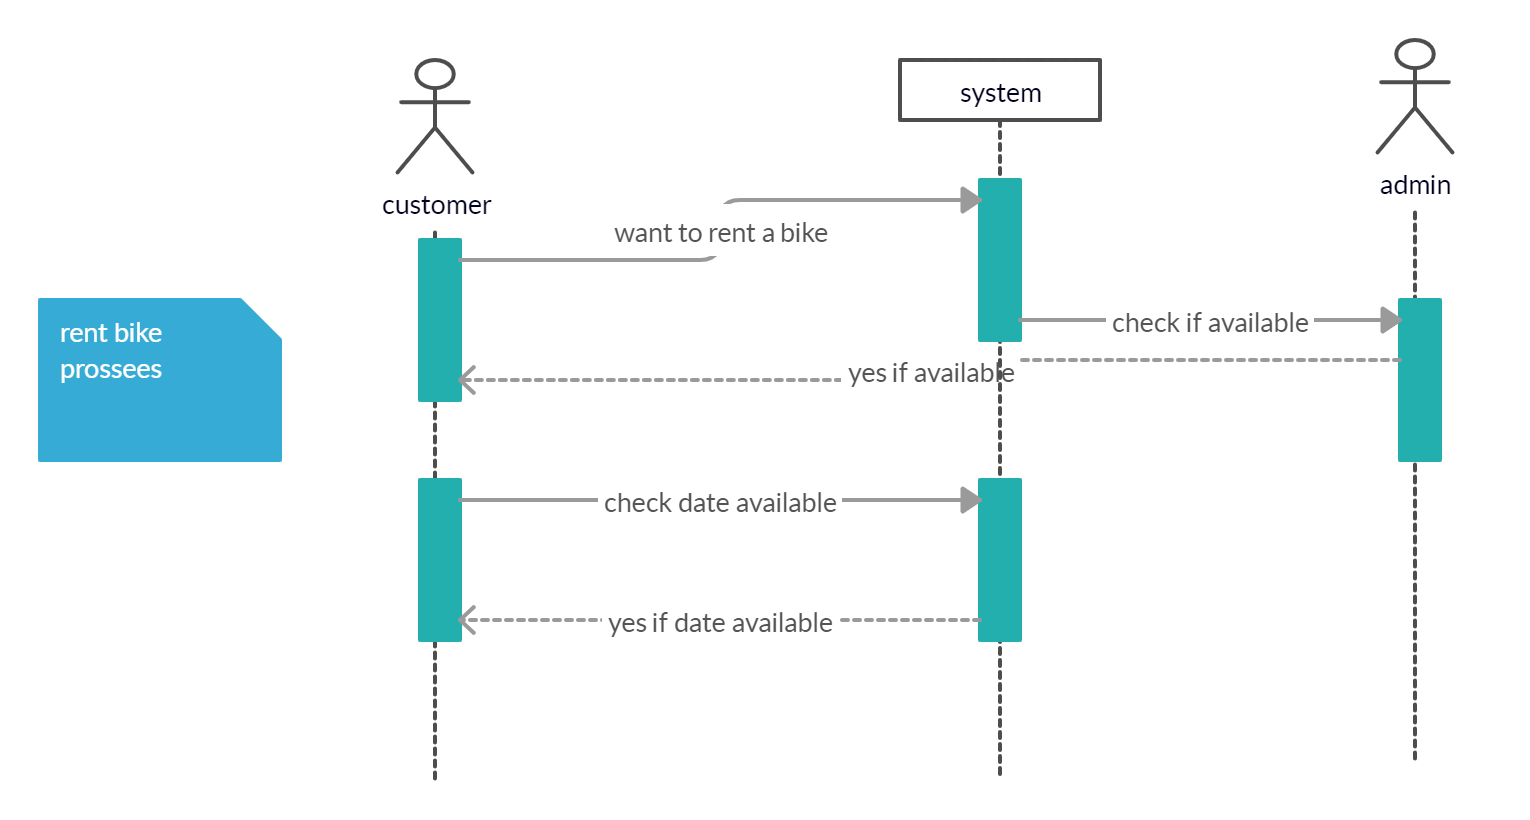 system
admin
customer
want to rent a bike
rent bike
prossees
check if available
yes if available
check date available
yes if date available